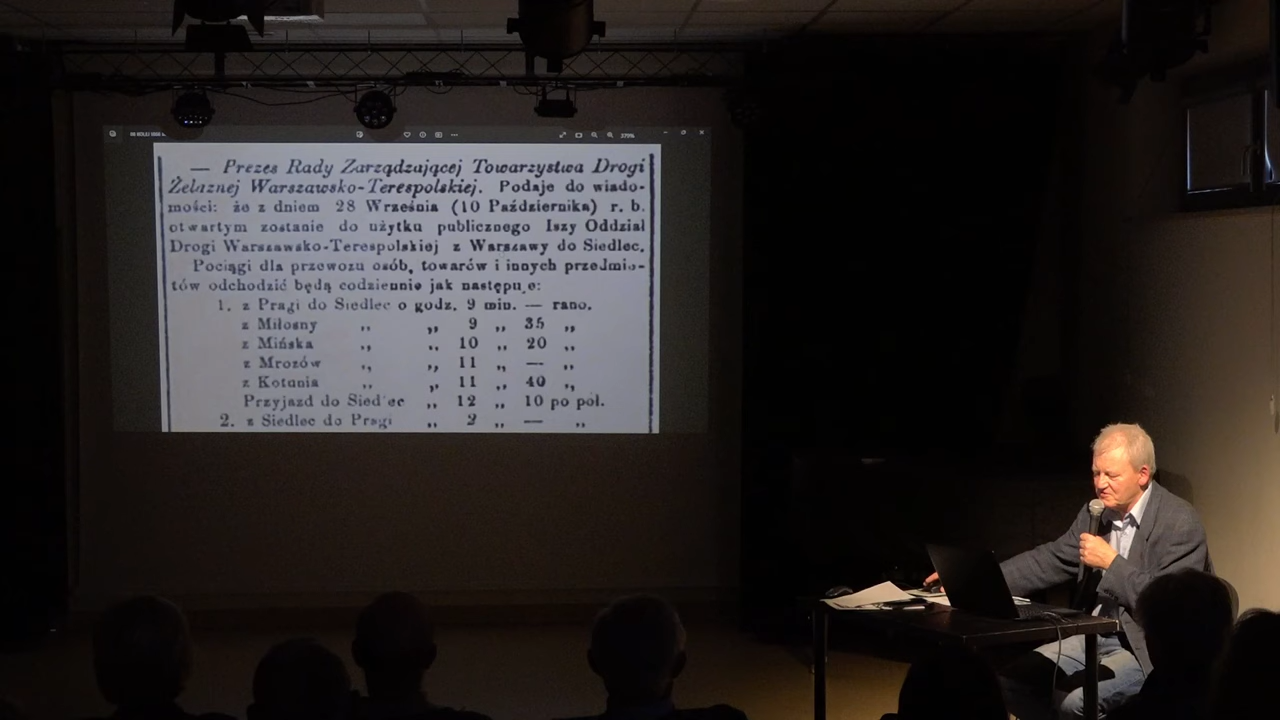 379%
— Prezes Rady Zarządzającej Towarzystwa Drogi
Żelaznej Warszawsko-Terespolskiej. Podaje do wiado-
mości: że z dniem 28 Września (10 Października) r. b.
otwartym zostanie do użytku publicznego Iszy Oddział
Drogi Warszawsko-Terespolskiej z Warszawy do Siedlec.
Pociągi dla przewozu osób, towarów i innych przedmio-
tów odchodzić będą codziennie jak następuje:
1. z Pragi do Siedlec o godz. 9 min. — rano.
z Miłosny „ „ 9 „ 35 „
z Mińska „ „ 10 „ 20 „
z Mrozów „ „ 11 „ — „
z Kotunia „ „ 11 „ 40 „
Przyjazd do Siedlec „ 12 „ 10 po poł.
2. z Siedlec do Pragi „ 2 „ — „